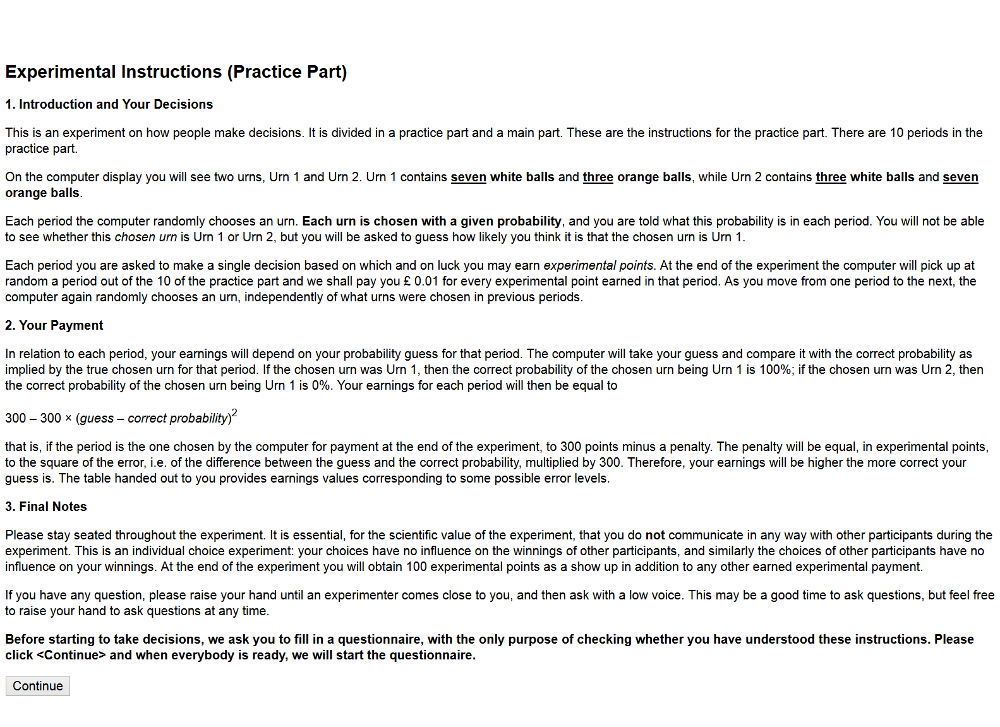 Experimental Instructions (Practice Part)
1. Introduction and Your Decisions
This is an experiment on how people make decisions. It is divided in a practice part and a main part. These are the instructions for the practice part. There are 10 periods in the
practice part.
On the computer display you will see two urns, Urn 1 and Urn 2. Urn 1 contains seven white balls and three orange balls, while Urn 2 contains three white balls and seven
orange balls.
Each period the computer randomly chooses an urn. Each urn is chosen with a given probability, and you are told what this probability is in each period. You will not be able
to see whether this chosen urn is Urn 1 or Urn 2, but you will be asked to guess how likely you think it is that the chosen urn is Urn 1.
Each period you are asked to make a single decision based on which and on luck you may earn experimental points. At the end of the experiment the computer will pick up at
random a period out of the 10 of the practice part and we shall pay you £ 0.01 for every experimental point earned in that period. As you move from one period to the next, the
computer again randomly chooses an urn, independently of what urns were chosen in previous periods.
2. Your Payment
In relation to each period, your earnings will depend on your probability guess for that period. The computer will take your guess and compare it with the correct probability as
implied by the true chosen urn for that period. If the chosen urn was Urn 1, then the correct probability of the chosen urn being Urn 1 is 100%; if the chosen urn was Urn 2, then
the correct probability of the chosen urn being Urn 1 is 0%. Your earnings for each period will then be equal to
300 – 300 × (guess – correct probability)²
that is, if the period is the one chosen by the computer for payment at the end of the experiment, to 300 points minus a penalty. The penalty will be equal, in experimental points,
to the square of the error, i.e. of the difference between the guess and the correct probability, multiplied by 300. Therefore, your earnings will be higher the more correct your
guess is. The table handed out to you provides earnings values corresponding to some possible error levels.
3. Final Notes
Please stay seated throughout the experiment. It is essential, for the scientific value of the experiment, that you do not communicate in any way with other participants during the
experiment. This is an individual choice experiment: your choices have no influence on the winnings of other participants, and similarly the choices of other participants have no
influence on your winnings. At the end of the experiment you will obtain 100 experimental points as a show up in addition to any other earned experimental payment.
If you have any question, please raise your hand until an experimenter comes close to you, and then ask with a low voice. This may be a good time to ask questions, but feel free
to raise your hand to ask questions at any time.
Before starting to take decisions, we ask you to fill in a questionnaire, with the only purpose of checking whether you have understood these instructions. Please
click <Continue> and when everybody is ready, we will start the questionnaire.
Continue